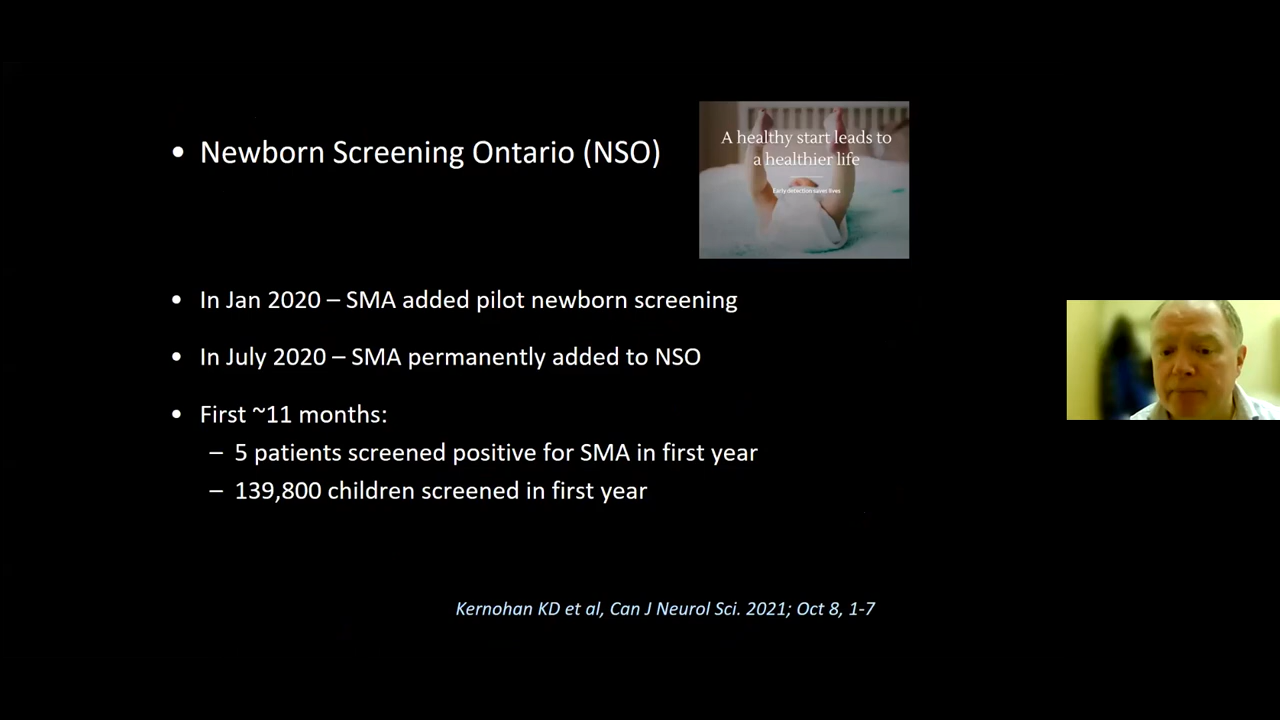 • Newborn Screening Ontario (NSO)
A healthy start leads to
a healthier life
Early detection saves lives
• In Jan 2020 – SMA added pilot newborn screening
• In July 2020 – SMA permanently added to NSO
• First ~11 months:
– 5 patients screened positive for SMA in first year
– 139,800 children screened in first year
Kernohan KD et al, Can J Neurol Sci. 2021; Oct 8, 1-7